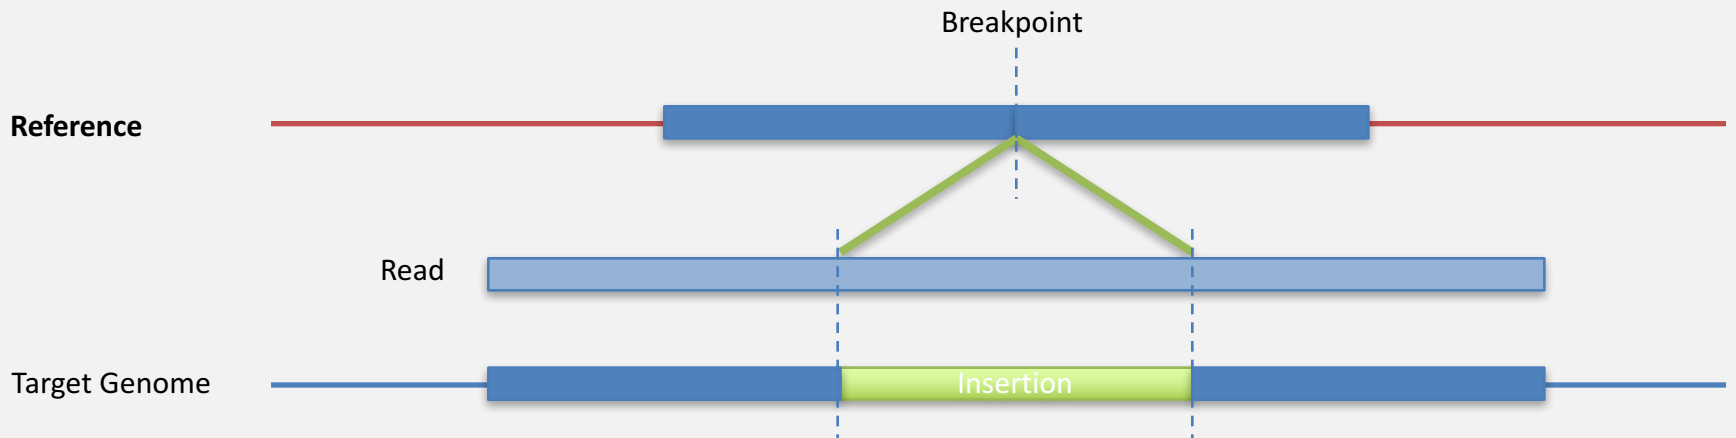 Breakpoint
Reference
Read
Target Genome
Insertion